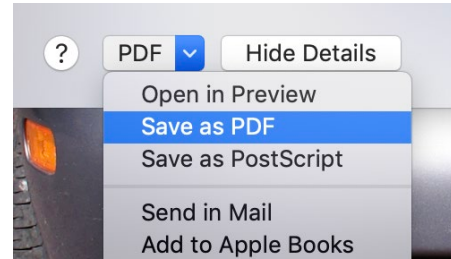 ? PDF Hide Details
Open in Preview
Save as PDF
Save as PostScript
Send in Mail
Add to Apple Books